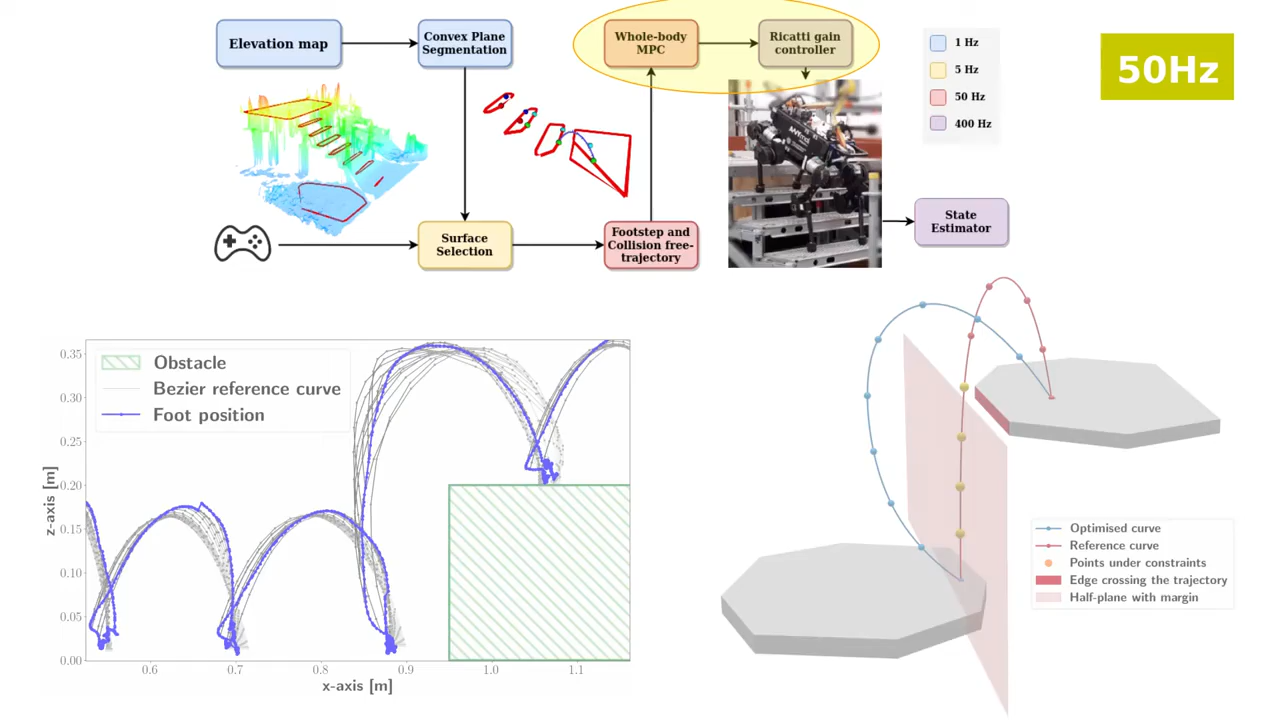 Elevation map
Convex Plane
Segmentation
Whole-body
MPC
Ricatti gain
controller
1 Hz
5 Hz
50 Hz
400 Hz
50Hz
Surface
Selection
Footstep and
Collision free-
trajectory
State
Estimator
Obstacle
Bezier reference curve
Foot position
z-axis [m]
0.35
0.30
0.25
0.20
0.15
0.10
0.05
0.00
0.6
0.7
0.8
0.9
1.0
1.1
x-axis [m]
Optimised curve
Reference curve
Points under constraints
Edge crossing the trajectory
Half-plane with margin